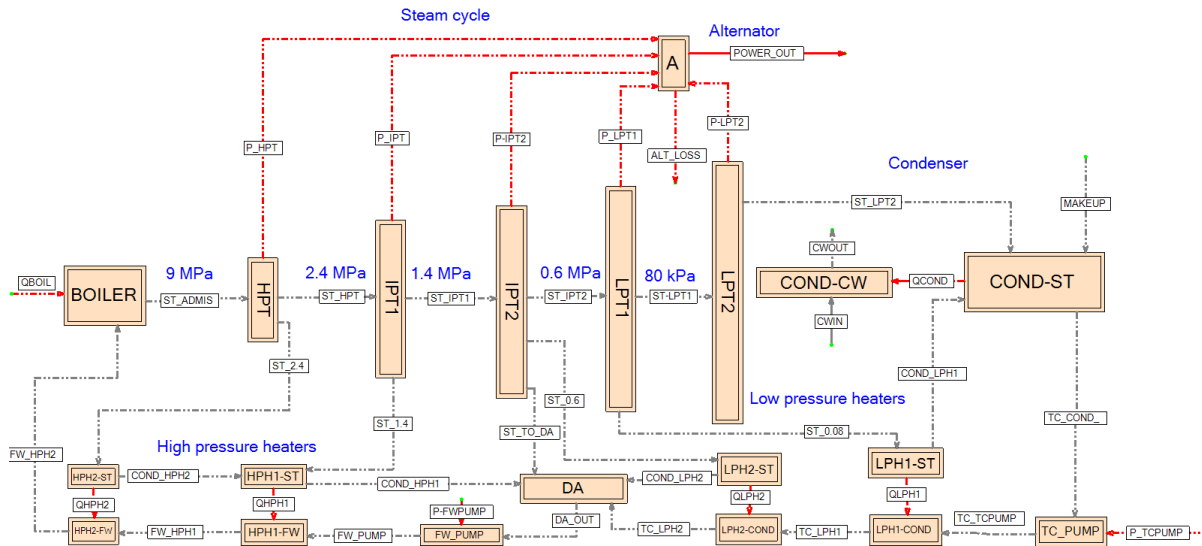 Steam cycle
Alternator
A
POWER_OUT
P_HPT
P_IPT
P-IPT2
P_LPT1
P-LPT2
ALT_LOSS
Condenser
ST_LPT2
MAKEUP
CWOUT
QBOIL
BOILER
9 MPa
ST_ADMIS
HPT
2.4 MPa
ST_HPT
IPT1
1.4 MPa
ST_IPT1
IPT2
0.6 MPa
ST_IPT2
LPT1
80 kPa
ST-LPT1
LPT2
COND-CW
QCOND
COND-ST
CWIN
ST_2.4
COND_LPH1
ST_0.6
Low pressure heaters
TC_COND_
ST_1.4
ST_TO_DA
ST_0.08
High pressure heaters
FW_HPH2
HPH2-ST
COND_HPH2
HPH1-ST
COND_HPH1
DA
COND_LPH2
LPH2-ST
LPH1-ST
QHPH2
QHPH1
P-FWPUMP
DA_OUT
QLPH2
QLPH1
HPH2-FW
FW_HPH1
HPH1-FW
FW_PUMP
FW_PUMP
TC_LPH2
LPH2-COND
TC_LPH1
LPH1-COND
TC_TCPUMP
TC_PUMP
P_TCPUMP